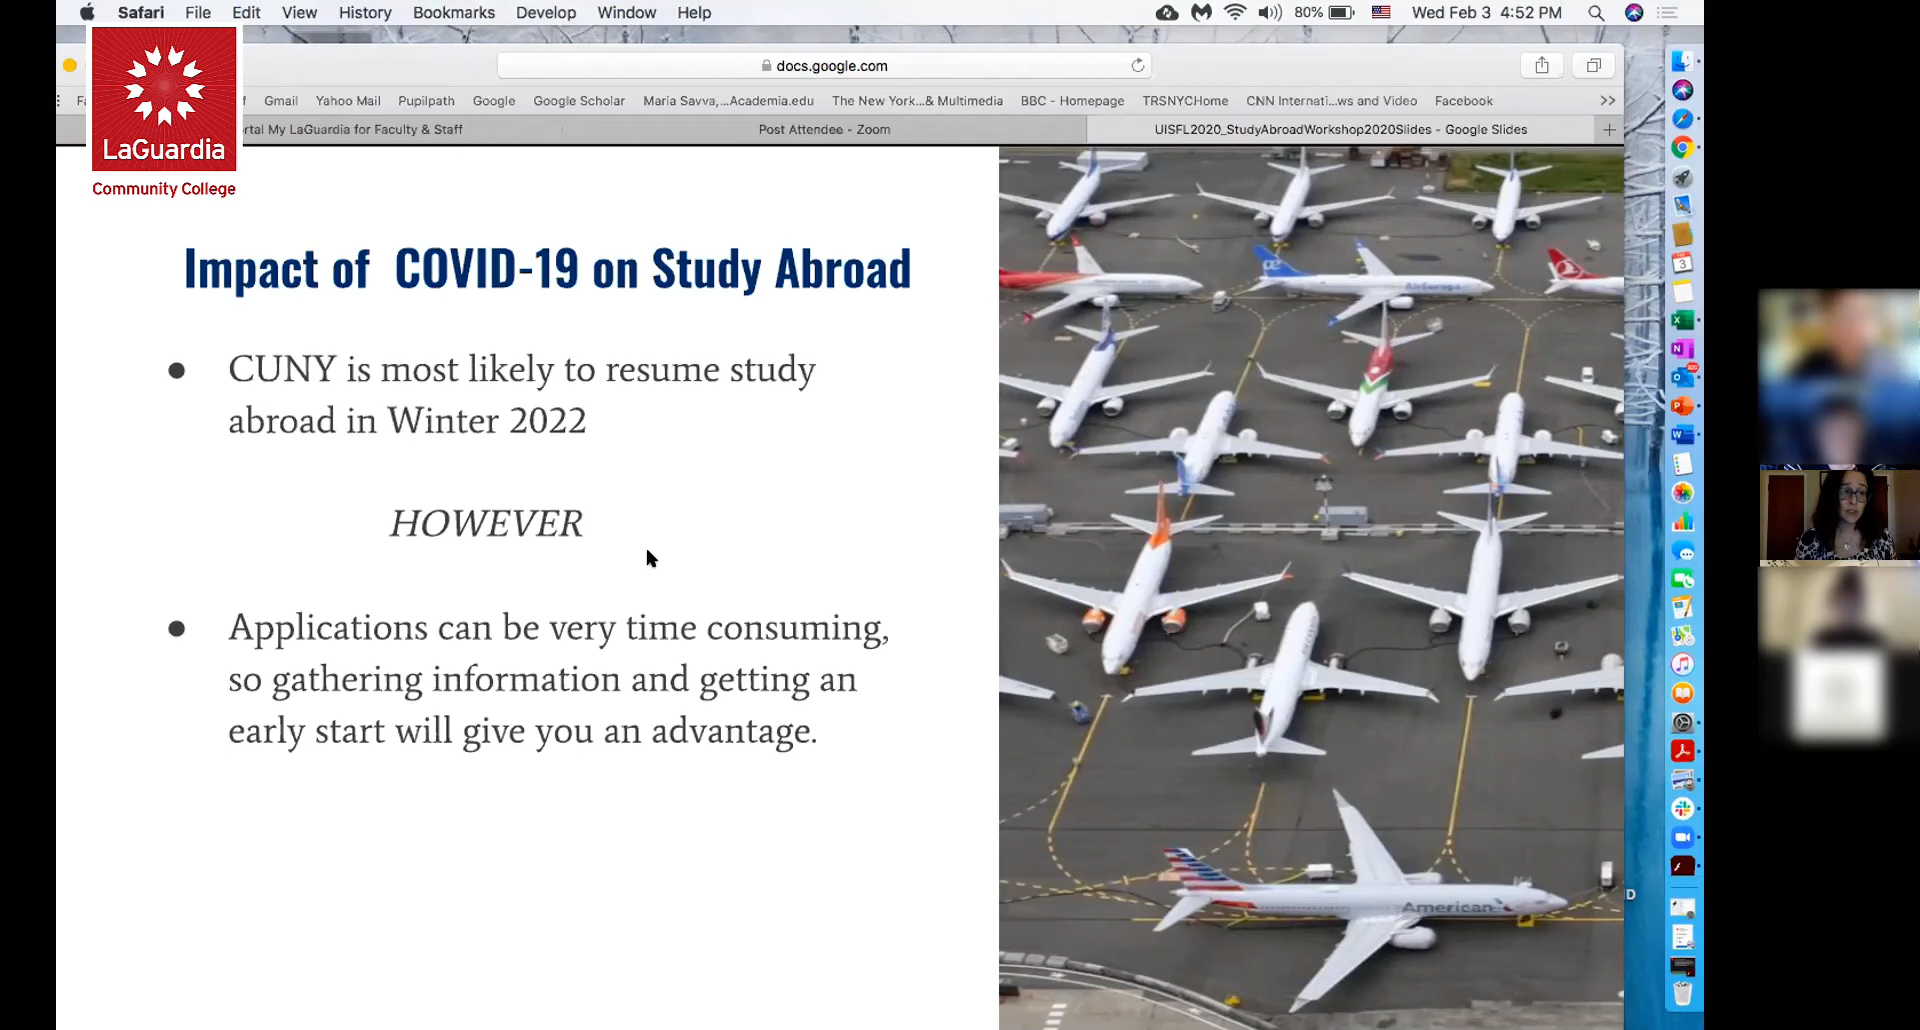 Safari File Edit View History Bookmarks Develop Window Help 80% Wed Feb 3 4:52 PM
docs.google.com
Gmail Yahoo Mail Pupilpath Google Google Scholar Maria Savva,...Academia.edu The New York...& Multimedia BBC - Homepage TRSNYCHome CNN Internati...ws and Video Facebook >>
My LaGuardia for Faculty & Staff Post Attendee - Zoom UISFL2020_StudyAbroadWorkshop2020Slides - Google Slides +
LaGuardia
Community College
Impact of COVID-19 on Study Abroad
● CUNY is most likely to resume study
abroad in Winter 2022
HOWEVER
● Applications can be very time consuming,
so gathering information and getting an
early start will give you an advantage.
AirEuropa
American
3